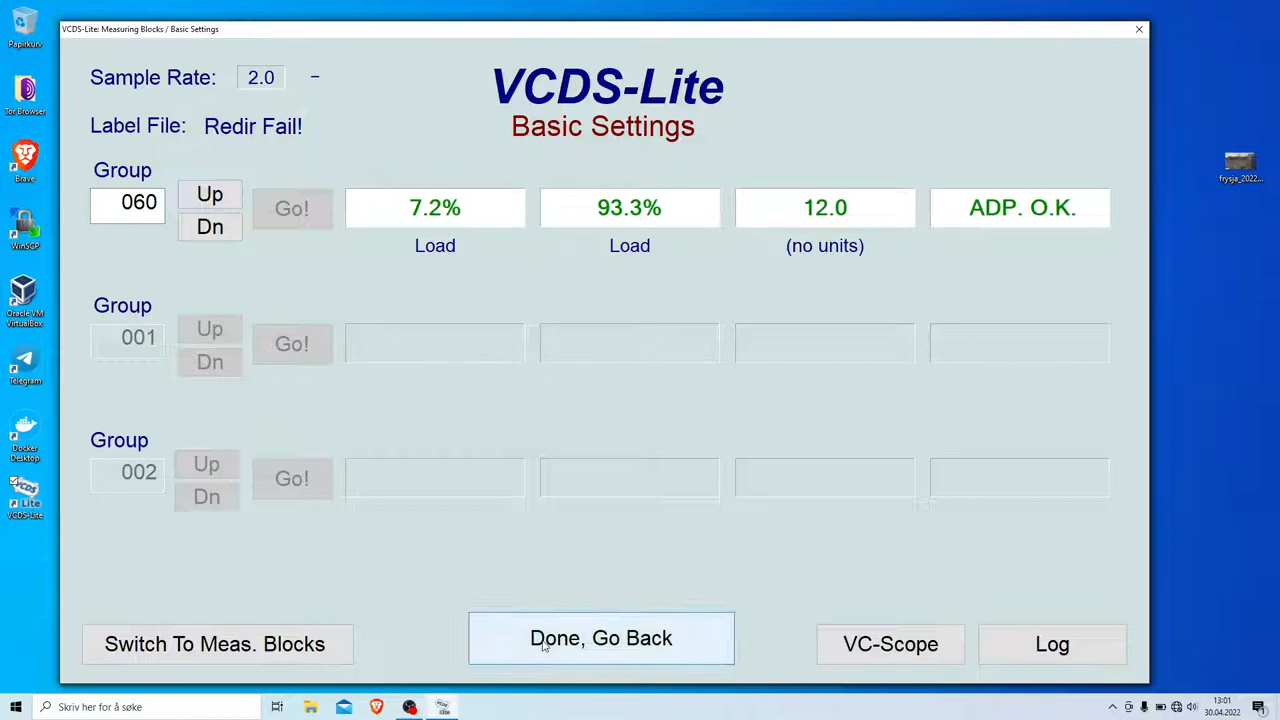 VCDS-Lite: Measuring Blocks / Basic Settings
Papirkurv
Tor Browser
Brave
WinSCP
Oracle VM
VirtualBox
Telegram
Docker
Desktop
VCDS
Lite
VCDS-Lite
frysja_2022...
Sample Rate: 2.0 –
VCDS-Lite
Basic Settings
Label File: Redir Fail!
Group
060 Up Dn Go! 7.2% 93.3% 12.0 ADP. O.K.
Load Load (no units)
Group
001 Up Dn Go!
Group
002 Up Dn Go!
Switch To Meas. Blocks Done, Go Back VC-Scope Log
Skriv her for å søke
13:01
30.04.2022
1